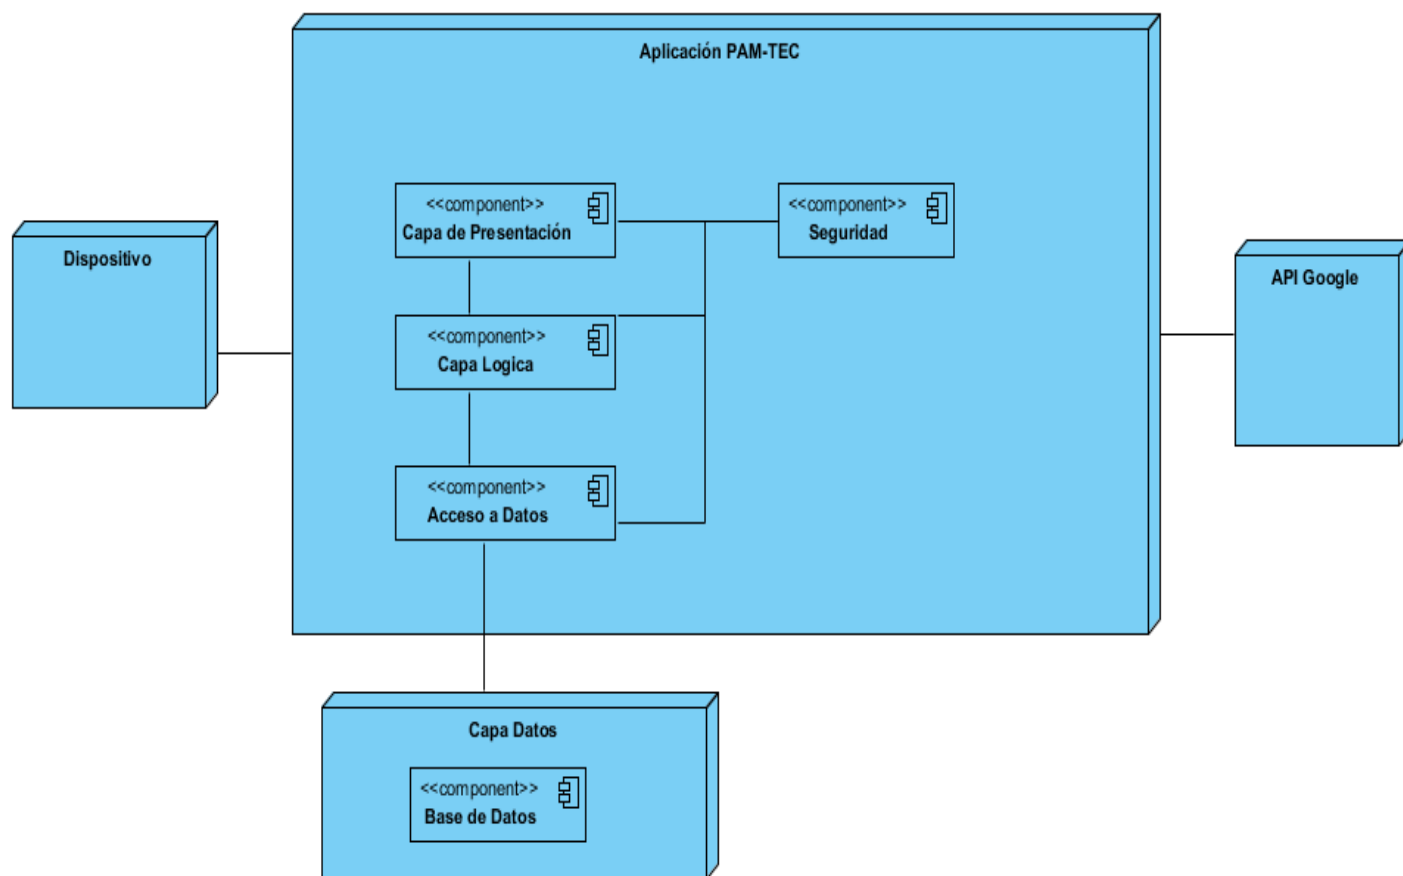 Aplicación PAM-TEC
<<component>>
Capa de Presentación
<<component>>
Seguridad
Dispositivo
API Google
<<component>>
Capa Logica
<<component>>
Acceso a Datos
Capa Datos
<<component>>
Base de Datos